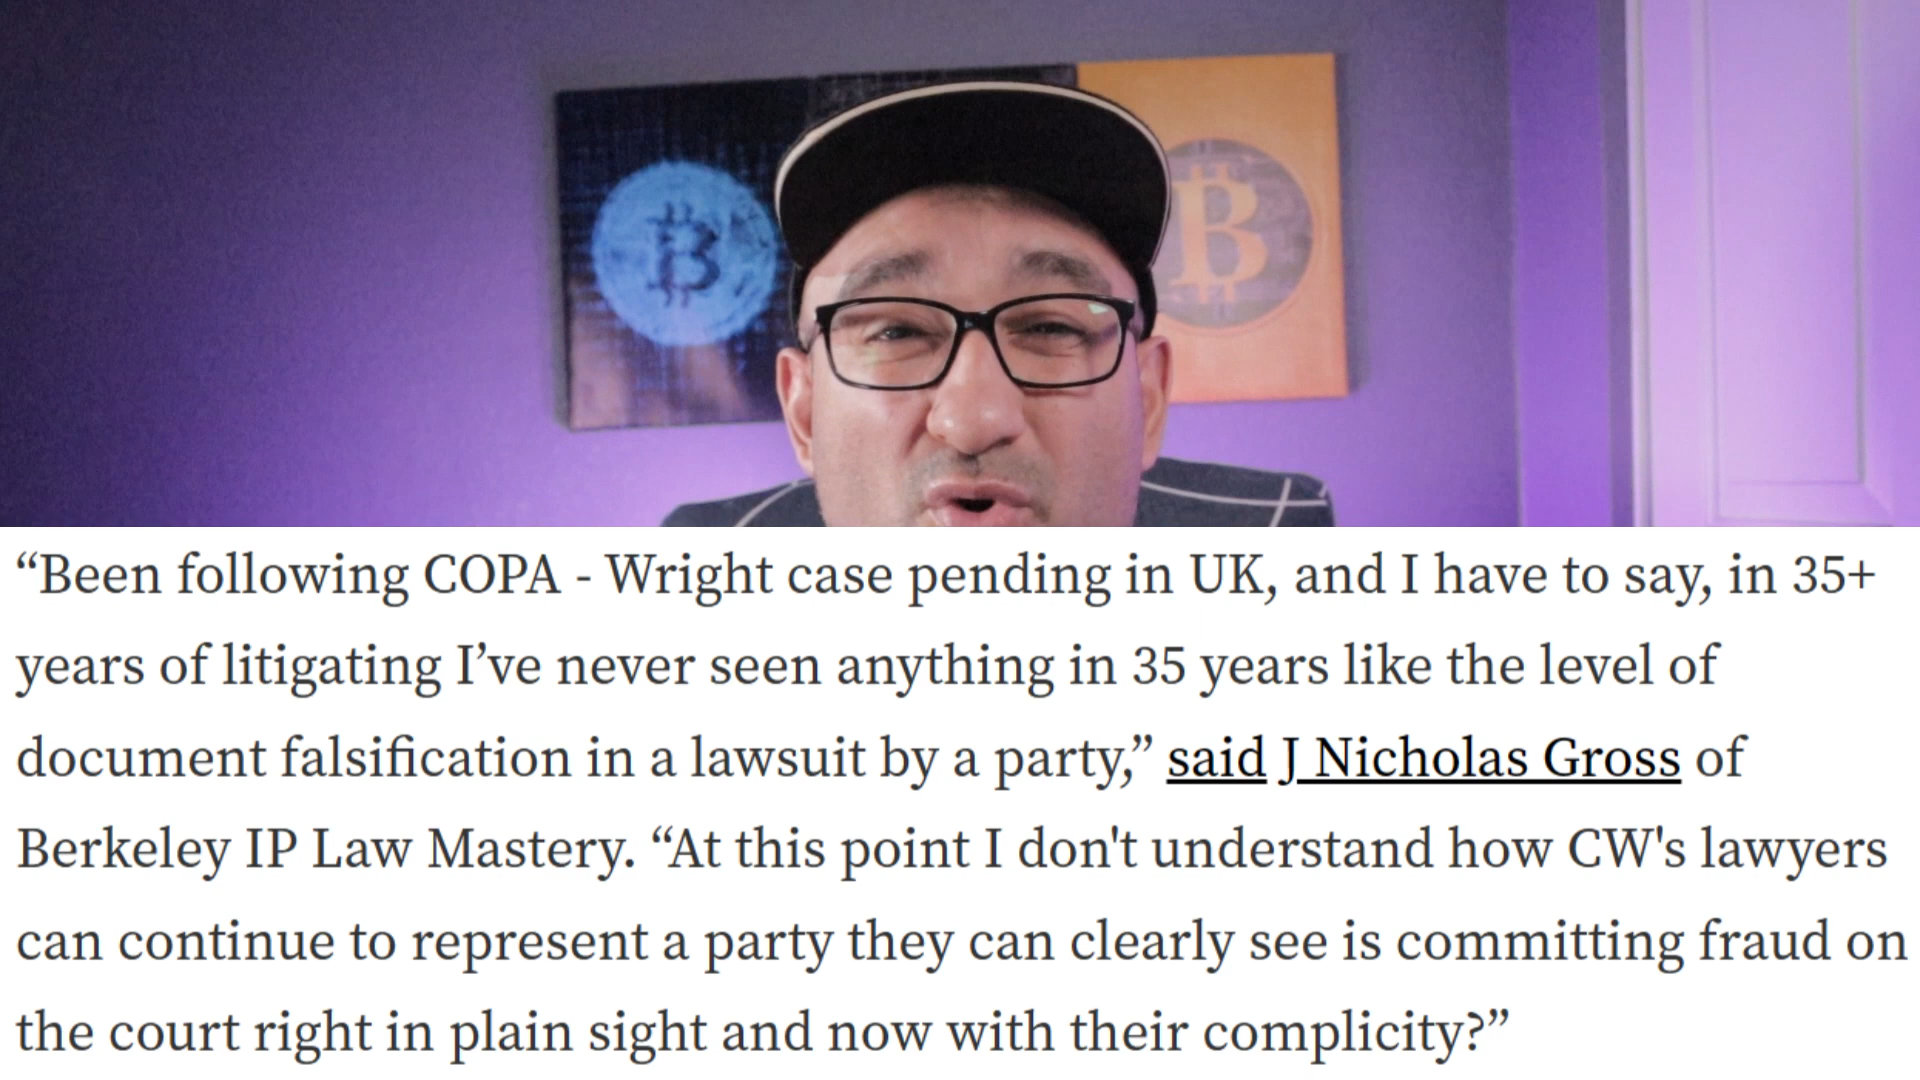 “Been following COPA - Wright case pending in UK, and I have to say, in 35+
years of litigating I’ve never seen anything in 35 years like the level of
document falsification in a lawsuit by a party,” said J Nicholas Gross of
Berkeley IP Law Mastery. “At this point I don't understand how CW's lawyers
can continue to represent a party they can clearly see is committing fraud on
the court right in plain sight and now with their complicity?”